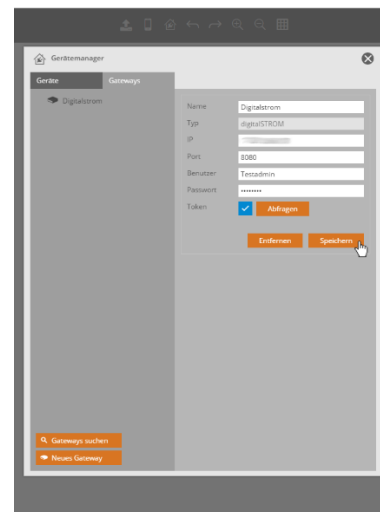 Gerätemanager
Geräte Gateways
Digitalstrom
Name Digitalstrom
Typ digitalSTROM
IP
Port 8080
Benutzer Testadmin
Passwort ••••••••
Token Abfragen
Entfernen Speichern
Gateways suchen
Neues Gateway